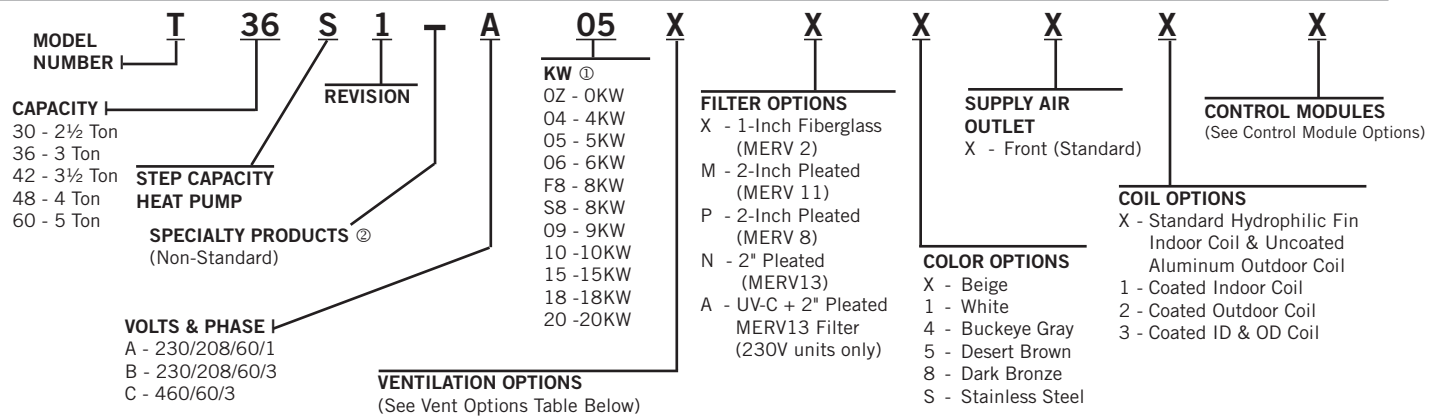 T 36 S 1 – A 05 X X X X X X
MODEL
NUMBER
CAPACITY
30 - 2½ Ton
36 - 3 Ton
42 - 3½ Ton
48 - 4 Ton
60 - 5 Ton
STEP CAPACITY
HEAT PUMP
REVISION
SPECIALTY PRODUCTS ②
(Non-Standard)
VOLTS & PHASE
A - 230/208/60/1
B - 230/208/60/3
C - 460/60/3
KW ①
0Z - 0KW
04 - 4KW
05 - 5KW
06 - 6KW
F8 - 8KW
S8 - 8KW
09 - 9KW
10 -10KW
15 -15KW
18 -18KW
20 -20KW
VENTILATION OPTIONS
(See Vent Options Table Below)
FILTER OPTIONS
X - 1-Inch Fiberglass
(MERV 2)
M - 2-Inch Pleated
(MERV 11)
P - 2-Inch Pleated
(MERV 8)
N - 2" Pleated
(MERV13)
A - UV-C + 2" Pleated
MERV13 Filter
(230V units only)
COLOR OPTIONS
X - Beige
1 - White
4 - Buckeye Gray
5 - Desert Brown
8 - Dark Bronze
S - Stainless Steel
SUPPLY AIR
OUTLET
X - Front (Standard)
COIL OPTIONS
X - Standard Hydrophilic Fin
Indoor Coil & Uncoated
Aluminum Outdoor Coil
1 - Coated Indoor Coil
2 - Coated Outdoor Coil
3 - Coated ID & OD Coil
CONTROL MODULES
(See Control Module Options)